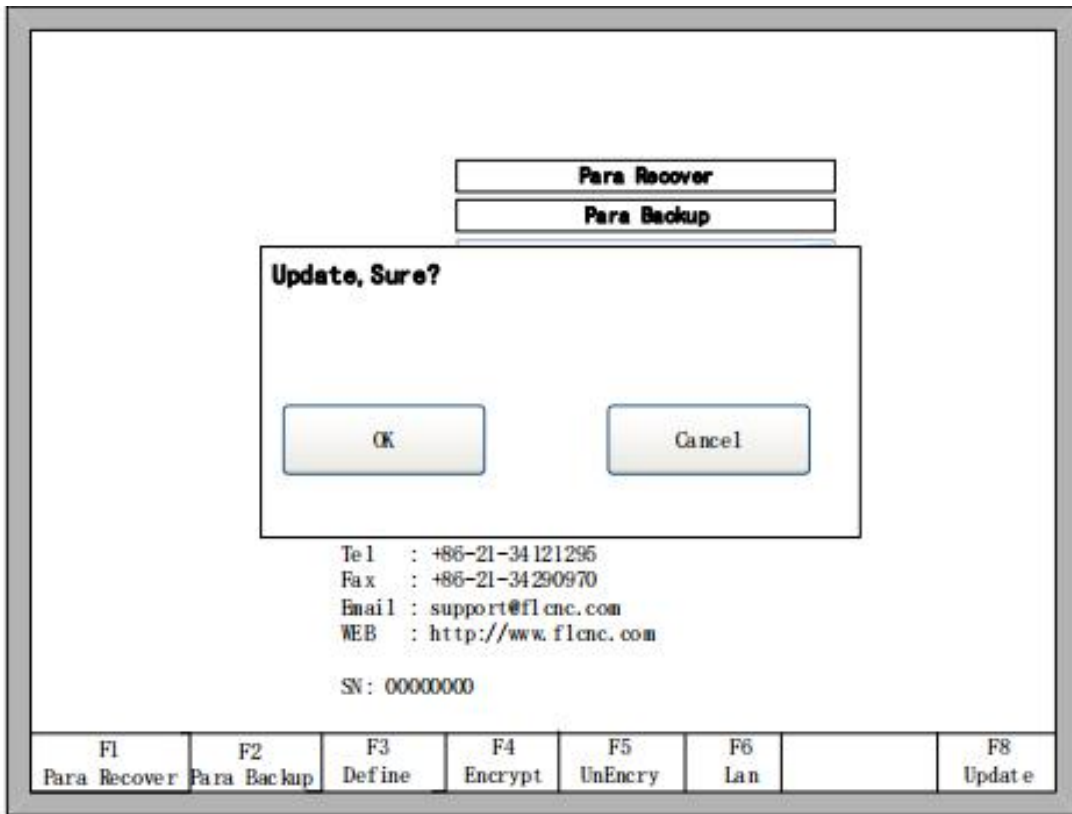 Para Recover
Para Backup
Update,Sure?
OK Cancel
Tel : +86-21-34121295
Fax : +86-21-34290970
Email : support@flcnc.com
WEB : http://www.flcnc.com
SN: 00000000
F1 F2 F3 F4 F5 F6 F8
Para Recover Para Backup Define Encrypt UnEncry Lan Update